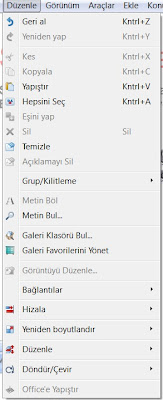 Düzenle Görünüm Araçlar Ekle Konu
Geri al Kntrl+Z
Yeniden yap Kntrl+Y
Kes Kntrl+X
Kopyala Kntrl+C
Yapıştır Kntrl+V
Hepsini Seç Kntrl+A
Eşini yap
Sil Sil
Temizle
Açıklamayı Sil
Grup/Kilitleme
Metin Böl
Metin Bul...
Galeri Klasörü Bul...
Galeri Favorilerini Yönet
Görüntüyü Düzenle...
Bağlantılar
Hizala
Yeniden boyutlandır
Düzenle
Döndür/Çevir
Office'e Yapıştır